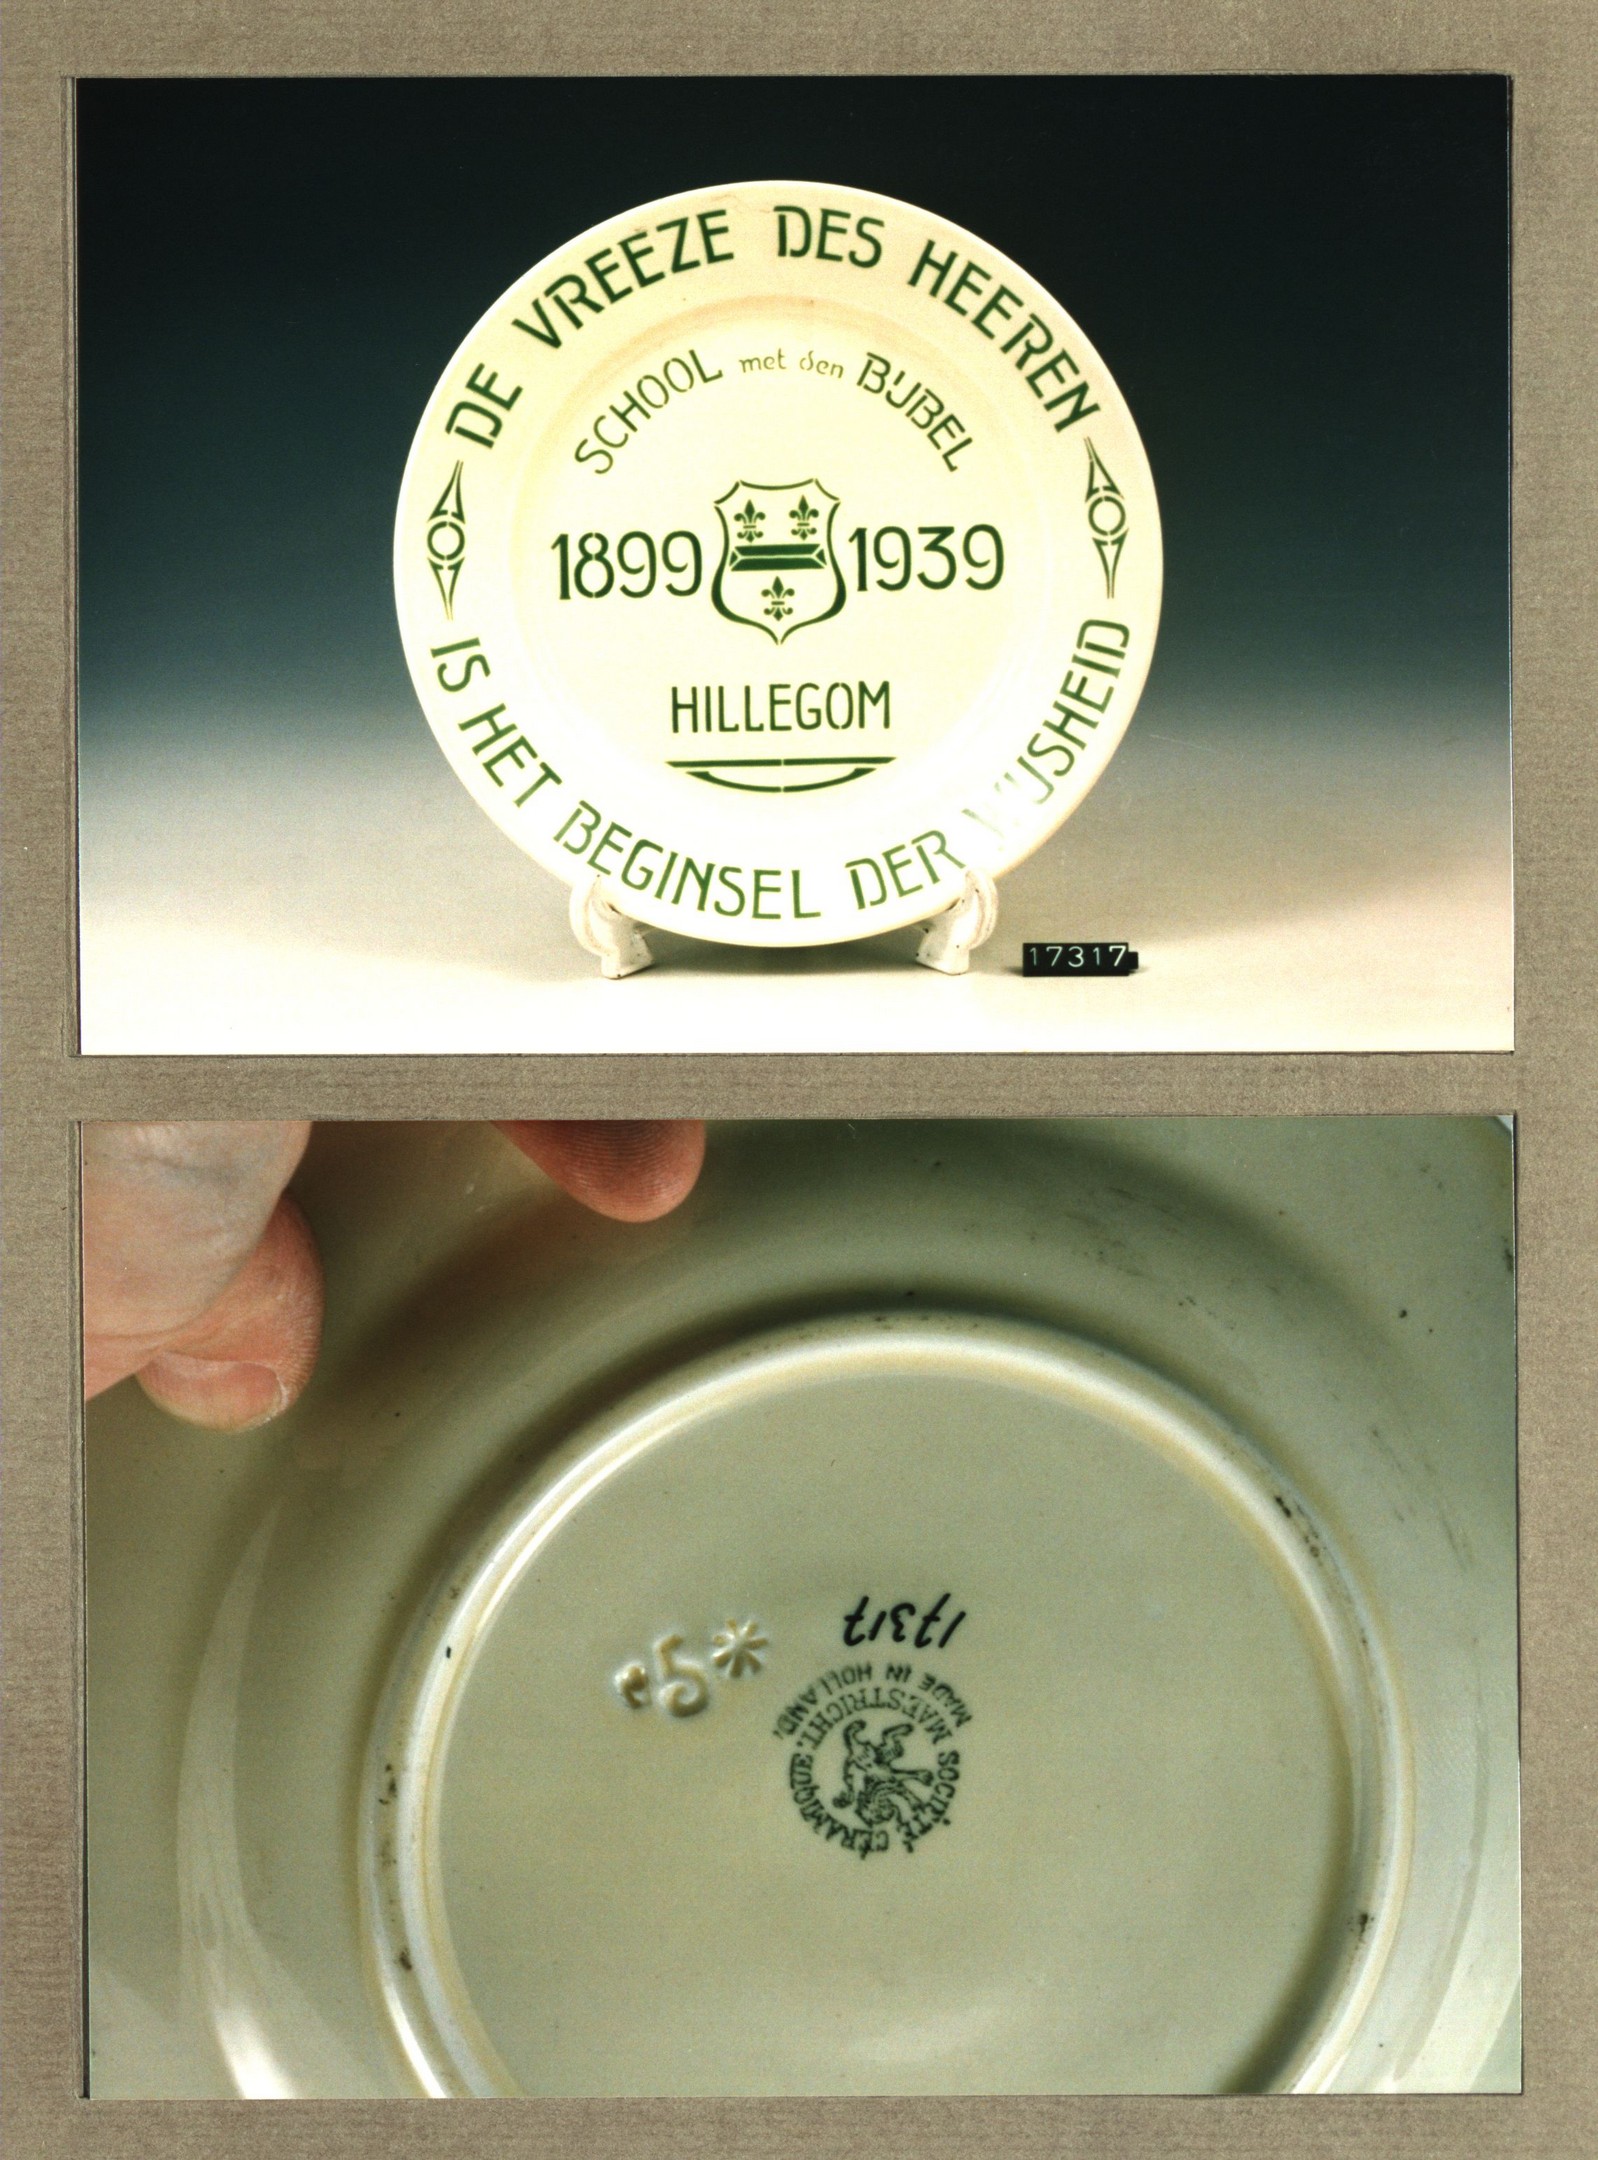 DE VREEZE DES HEEREN
IS HET BEGINSEL DER WIJSHEID
SCHOOL met den BIJBEL
1899 1939
HILLEGOM
17317
17317
MADE IN HOLLAND.
SOCIÉTÉ CÉRAMIQUE MAESTRICHT.